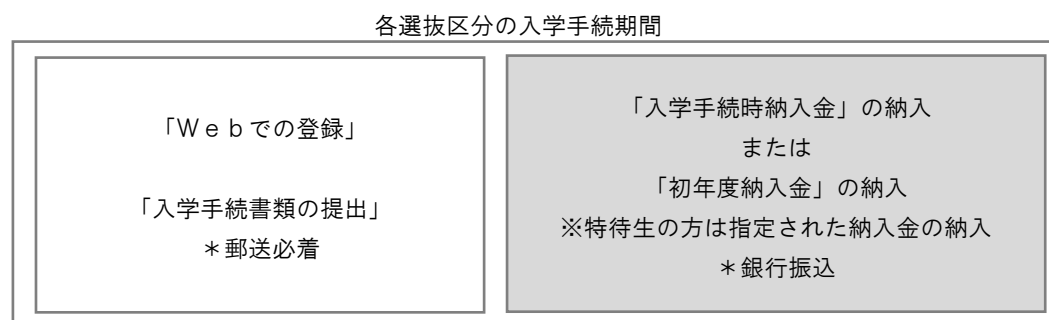 各選抜区分の入学手続期間
「Ｗｅｂでの登録」
「入学手続書類の提出」
＊郵送必着
「入学手続時納入金」の納入
または
「初年度納入金」の納入
※特待生の方は指定された納入金の納入
＊銀行振込